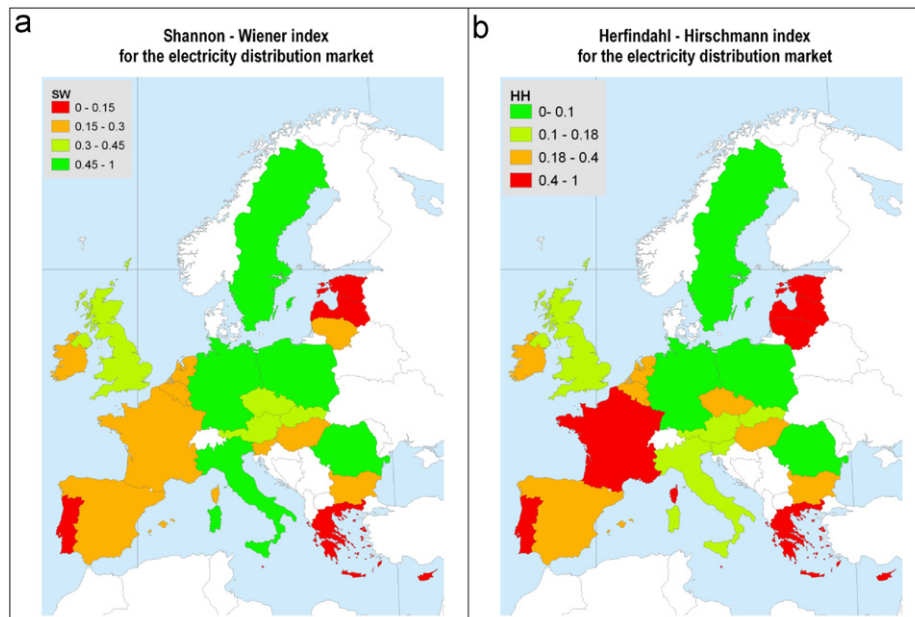 a
Shannon - Wiener index
for the electricity distribution market
SW
0 - 0.15
0.15 - 0.3
0.3 - 0.45
0.45 - 1
b
Herfindahl - Hirschmann index
for the electricity distribution market
HH
0- 0.1
0.1 - 0.18
0.18 - 0.4
0.4 - 1